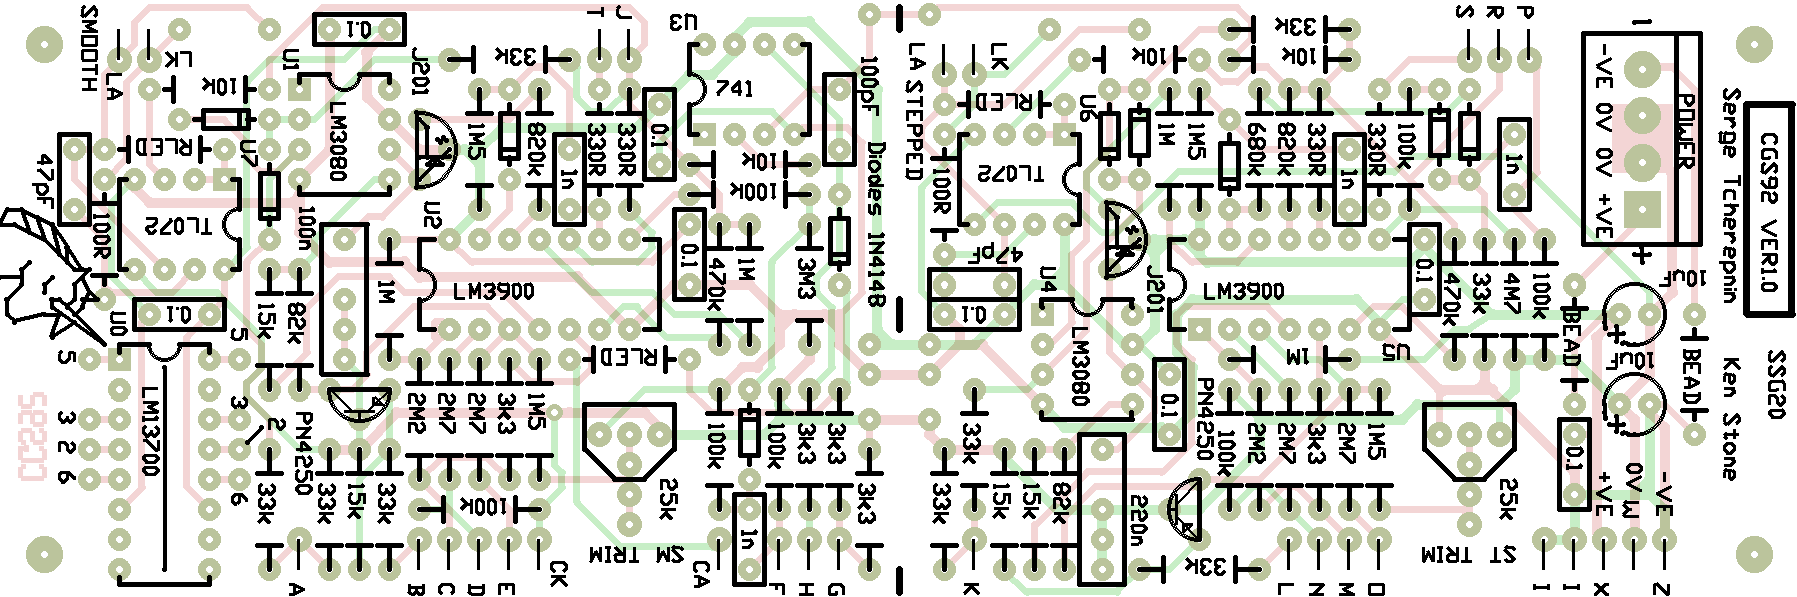 SMOOTH
LA
LK
10k
U1
0.1
J201
LM3080
33k
T
J
U3
741
100pF
LA STEPPED
LK
10k
33k
10k
S
R
P
-VE 0V 0V +VE
POWER
Serge Tcherepnin
CGS92 VER1.0
47pF
RLED
U7
1M5
820k
330R
330R
0.1
1n
10k
100k
Diodes 1N4148
RLED
U6
TL072
100R
1M
1M5
680k
820k
330R
330R
100k
1n
1n
100R
TL072
100n
U2
0.1
470k
1M
3M3
47pF
0.1
U4
J201
LM3900
0.1
470k
33k
4M7
100k
+
10uF
LM3900
1M
15k
82k
0.1
U0
5
5
RLED
LM3080
1M
U5
BEAD
10uF
BEAD
+
Ken Stone
SSG20
CGS85
3
2
6
LM3700
3
2
6
PN4250
2M2
2M7
2M7
3k3
1M5
100k
100k
3k3
3k3
33k
0.1
PN4250
100k
2M2
3k3
2M7
1M5
0.1
+VE
0V
-VE
33k
33k
15k
33k
100k
25k
SM TRIM
1n
3k3
33k
15k
15k
82k
220n
33k
25k
ST TRIM
A
B
C
D
E
CK
CA
F
H
G
K
L
N
M
O
I
I
X
W
Z